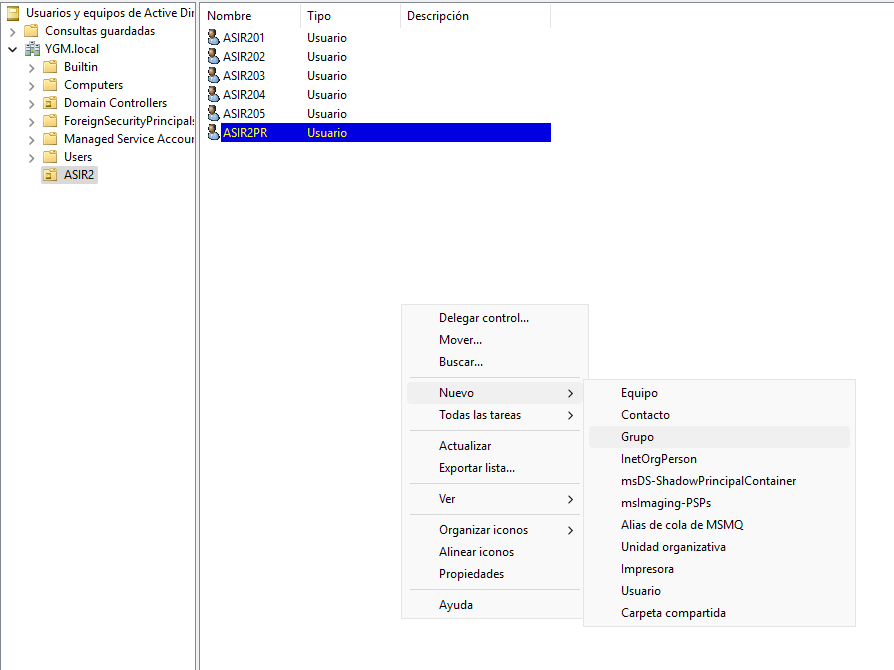 Usuarios y equipos de Active Dir
Consultas guardadas
YGM.local
Builtin
Computers
Domain Controllers
ForeignSecurityPrincipals
Managed Service Accour
Users
ASIR2
Nombre Tipo Descripción
ASIR201 Usuario
ASIR202 Usuario
ASIR203 Usuario
ASIR204 Usuario
ASIR205 Usuario
ASIR2PR Usuario
Delegar control...
Mover...
Buscar...
Nuevo
Todas las tareas
Actualizar
Exportar lista...
Ver
Organizar iconos
Alinear iconos
Propiedades
Ayuda
Equipo
Contacto
Grupo
InetOrgPerson
msDS-ShadowPrincipalContainer
msImaging-PSPs
Alias de cola de MSMQ
Unidad organizativa
Impresora
Usuario
Carpeta compartida